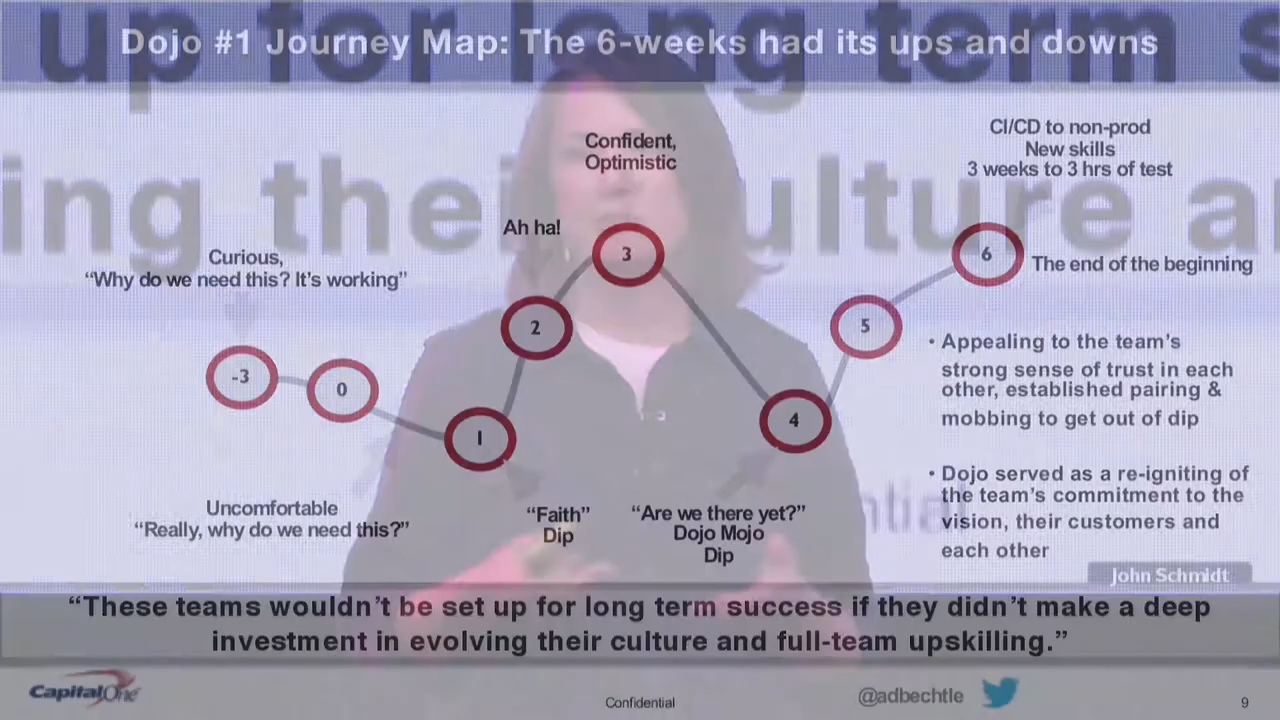 up for long term s
Dojo #1 Journey Map: The 6-weeks had its ups and downs
ing their culture a
Confident,
Optimistic
CI/CD to non-prod
New skills
3 weeks to 3 hrs of test
Ah ha!
Curious,
“Why do we need this? It’s working”
3
6
The end of the beginning
2
5
-3
0
1
4
• Appealing to the team’s
strong sense of trust in each
other, established pairing &
mobbing to get out of dip
• Dojo served as a re-igniting of
the team’s commitment to the
vision, their customers and
each other
Uncomfortable
“Really, why do we need this?”
“Faith”
Dip
“Are we there yet?”
Dojo Mojo
Dip
ntial
John Schmidt
“These teams wouldn’t be set up for long term success if they didn’t make a deep
investment in evolving their culture and full-team upskilling.”
CapitalOne
Confidential
@adbechtle
9